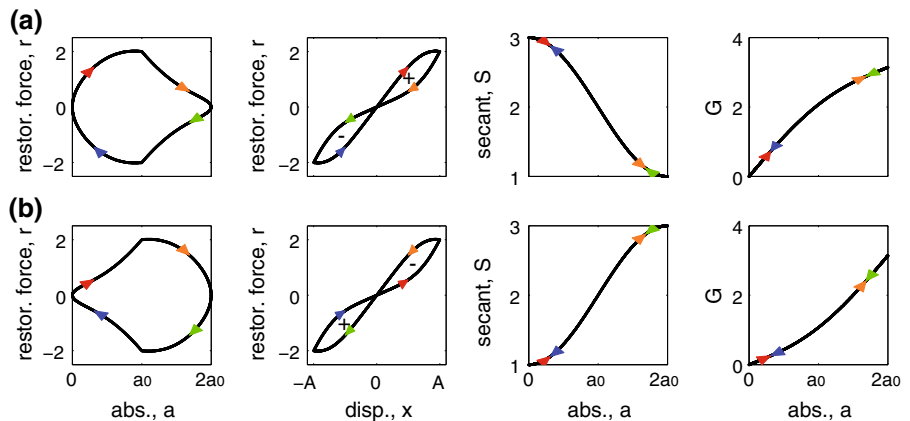 (a)
restor. force, r
2
0
−2
restor. force, r
2
0
−2
+
-
secant, S
3
2
1
G
4
2
0
(b)
restor. force, r
2
0
−2
0
a0
2a0
abs., a
restor. force, r
2
0
−2
-
+
−A
0
A
disp., x
secant, S
3
2
1
0
a0
2a0
abs., a
G
4
2
0
0
a0
2a0
abs., a